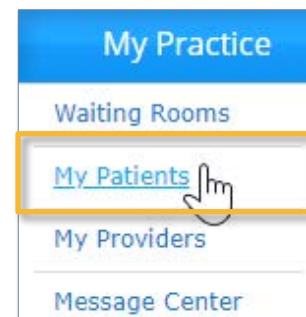 My Practice
Waiting Rooms
My Patients
My Providers
Message Center